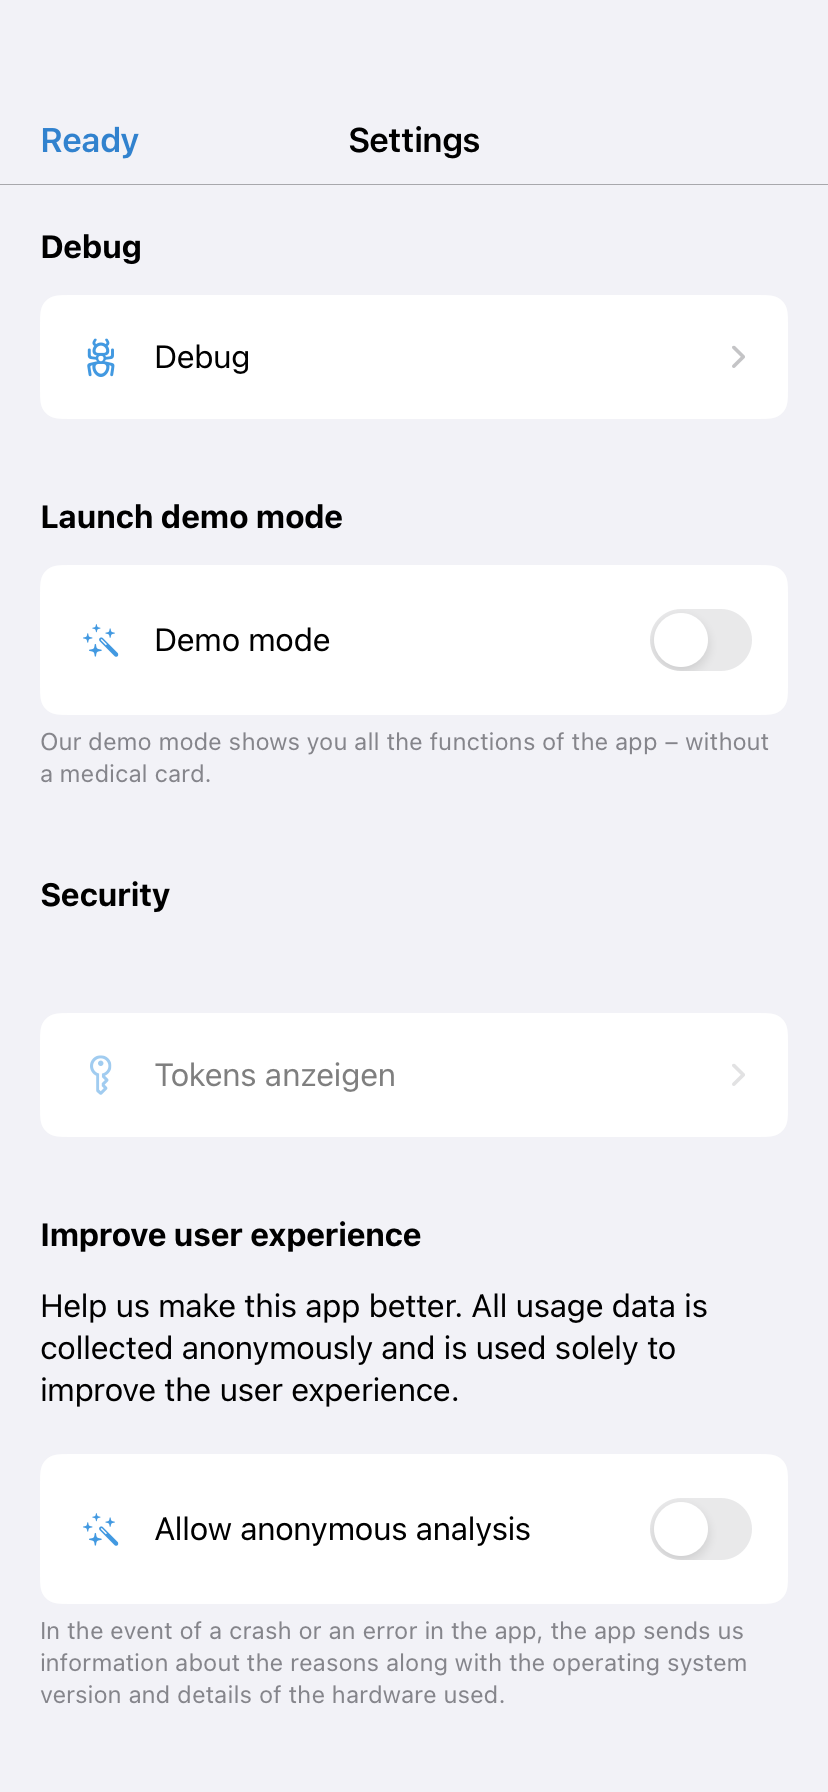 Ready
Settings
Debug
Debug
Launch demo mode
Demo mode
Our demo mode shows you all the functions of the app – without
a medical card.
Security
Tokens anzeigen
Improve user experience
Help us make this app better. All usage data is
collected anonymously and is used solely to
improve the user experience.
Allow anonymous analysis
In the event of a crash or an error in the app, the app sends us
information about the reasons along with the operating system
version and details of the hardware used.